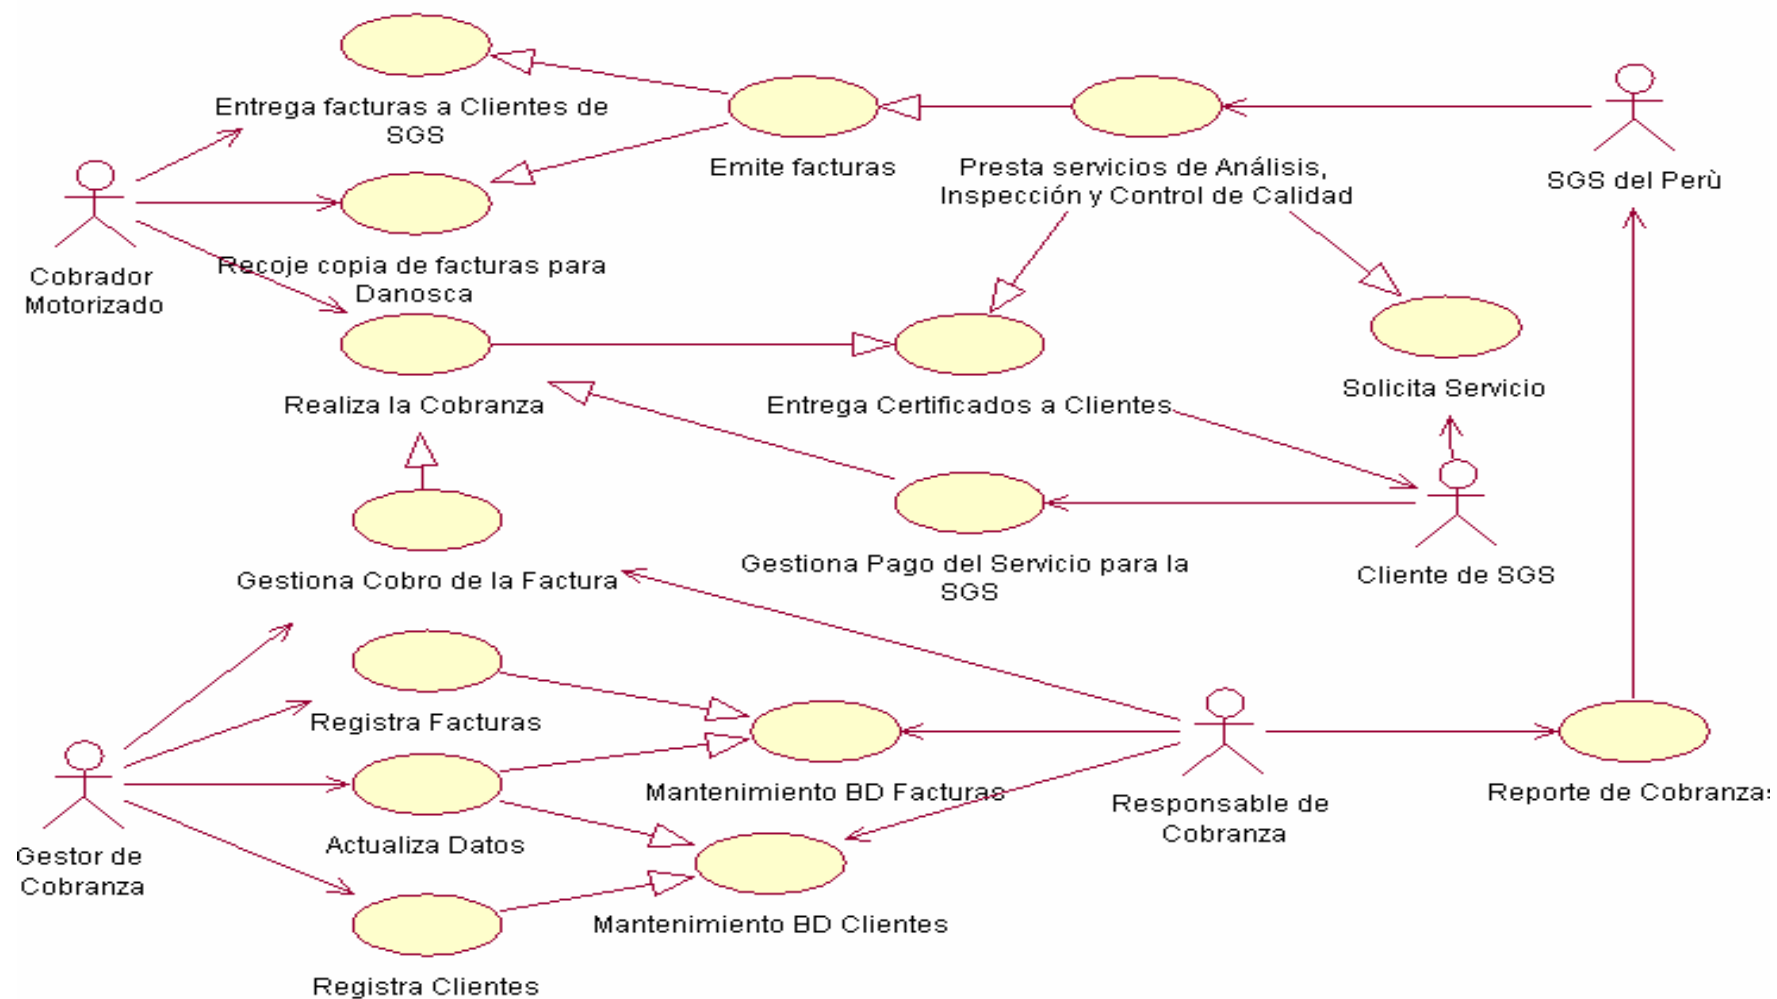 Entrega facturas a Clientes de
SGS
Emite facturas
Presta servicios de Análisis,
Inspección y Control de Calidad
SGS del Perù
Cobrador
Motorizado
Recoje copia de facturas para
Danosca
Realiza la Cobranza
Entrega Certificados a Clientes
Solicita Servicio
Gestiona Cobro de la Factura
Gestiona Pago del Servicio para la
SGS
Cliente de SGS
Registra Facturas
Mantenimiento BD Facturas
Responsable de
Cobranza
Reporte de Cobranzas
Gestor de
Cobranza
Actualiza Datos
Mantenimiento BD Clientes
Registra Clientes